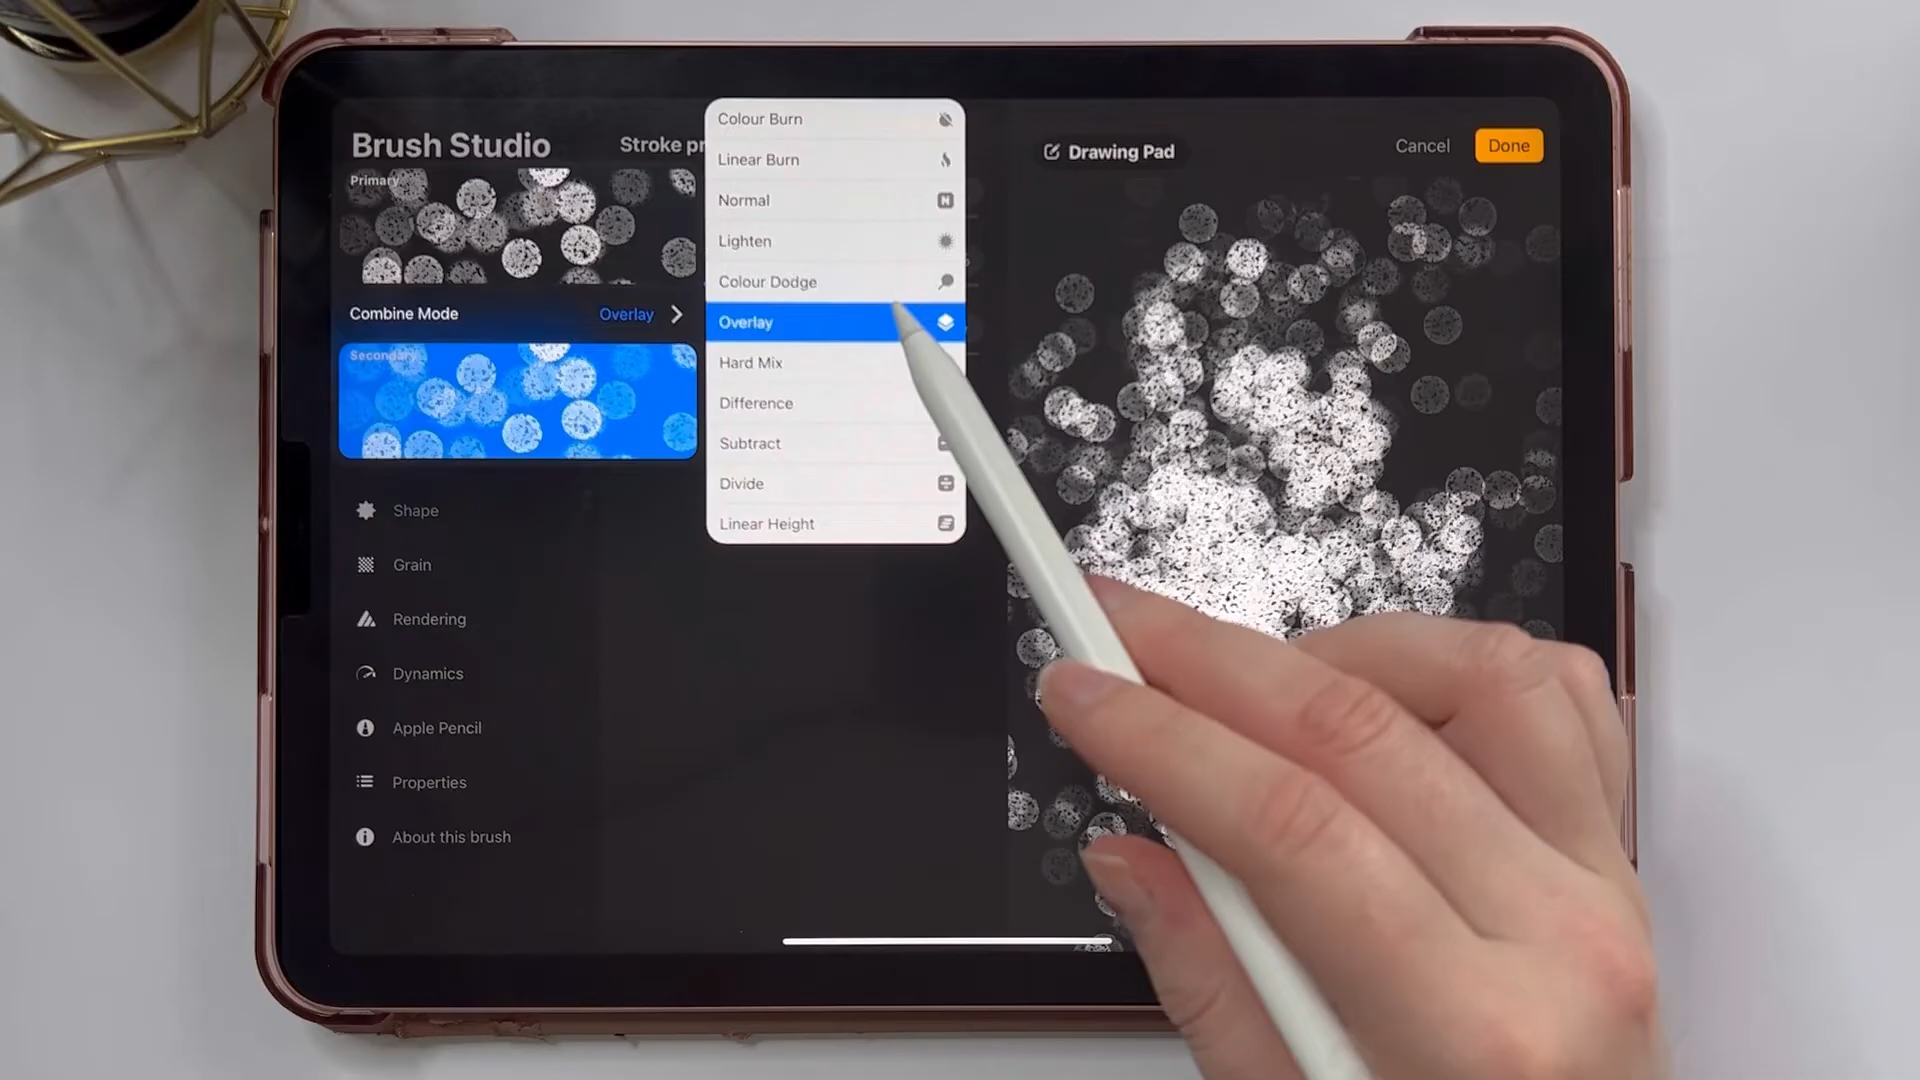 Brush Studio
Primary
Combine Mode
Overlay
Secondary
Shape
Grain
Rendering
Dynamics
Apple Pencil
Properties
About this brush
Stroke pr
Colour Burn
Linear Burn
Normal
N
Lighten
Colour Dodge
Overlay
Hard Mix
Difference
Subtract
Divide
Linear Height
Drawing Pad
Cancel
Done